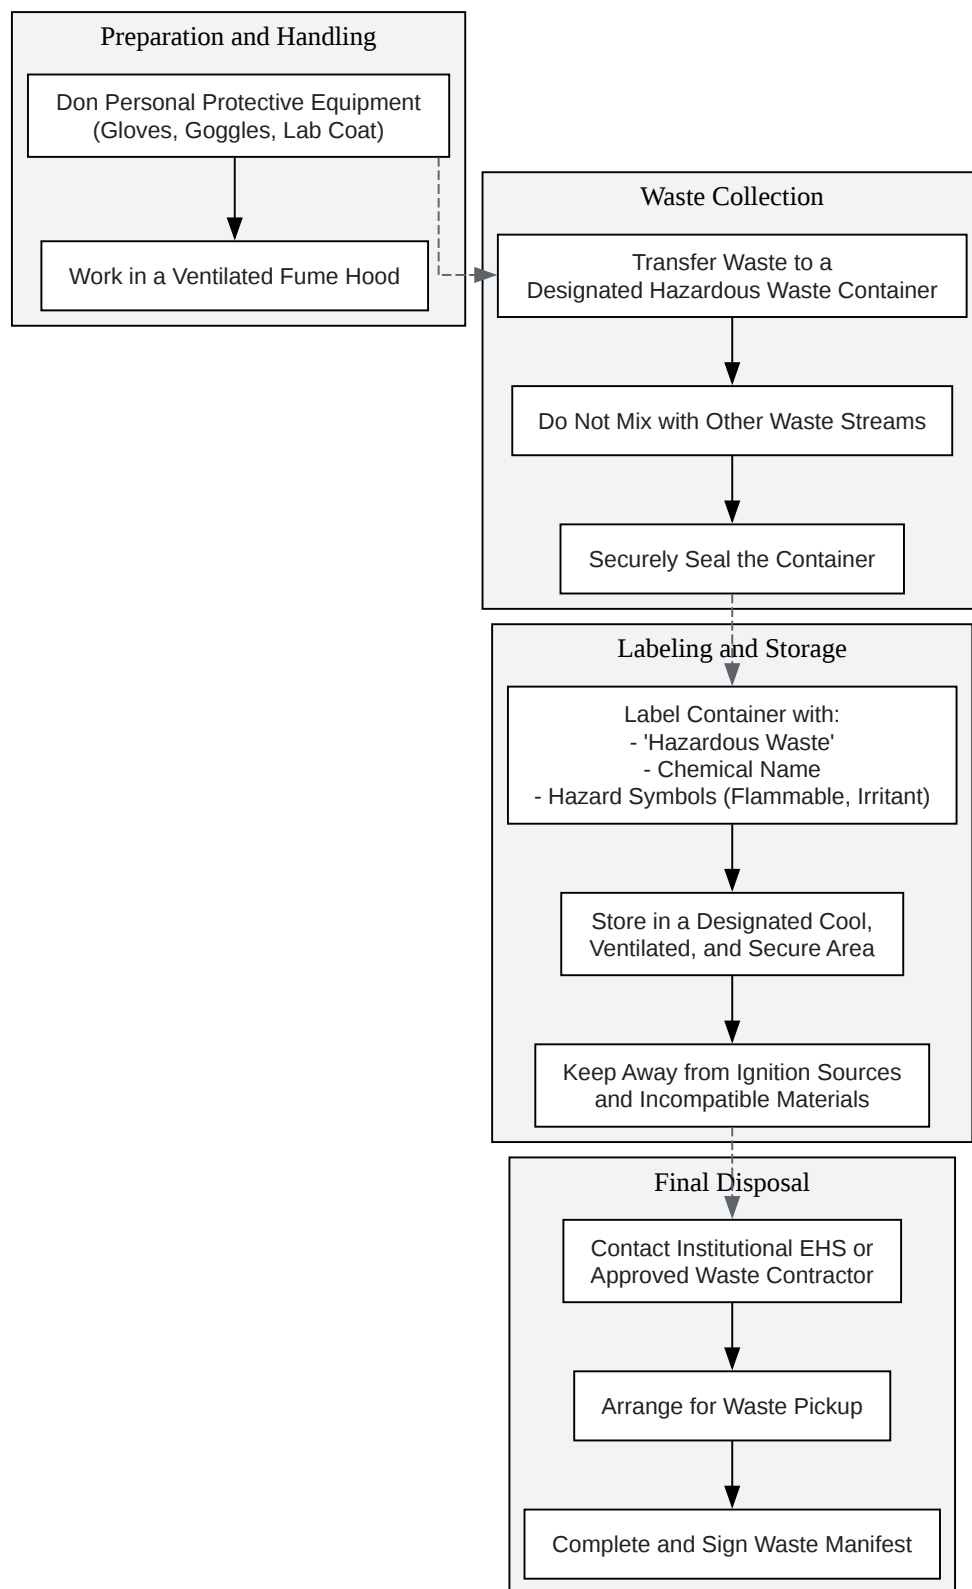 Preparation and Handling
Don Personal Protective Equipment
(Gloves, Goggles, Lab Coat)
Work in a Ventilated Fume Hood
Waste Collection
Transfer Waste to a
Designated Hazardous Waste Container
Do Not Mix with Other Waste Streams
Securely Seal the Container
Labeling and Storage
Label Container with:
- 'Hazardous Waste'
- Chemical Name
- Hazard Symbols (Flammable, Irritant)
Store in a Designated Cool,
Ventilated, and Secure Area
Keep Away from Ignition Sources
and Incompatible Materials
Final Disposal
Contact Institutional EHS or
Approved Waste Contractor
Arrange for Waste Pickup
Complete and Sign Waste Manifest